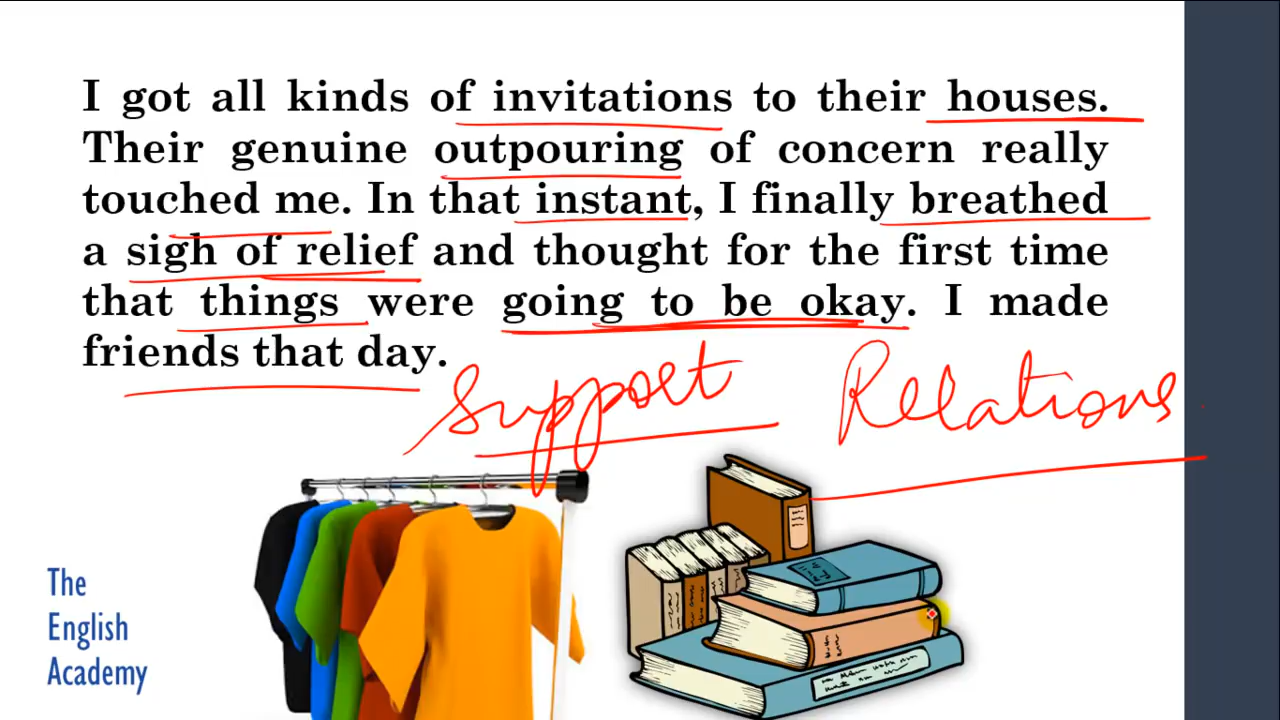 I got all kinds of invitations to their houses.
Their genuine outpouring of concern really
touched me. In that instant, I finally breathed
a sigh of relief and thought for the first time
that things were going to be okay. I made
friends that day.
Support Relations
The
English
Academy